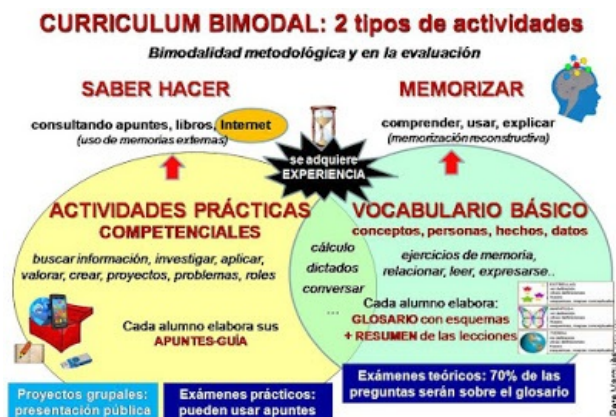 CURRICULUM BIMODAL: 2 tipos de actividades
Bimodalidad metodológica y en la evaluación
SABER HACER
consultando apuntes, libros, Internet
(uso de memorias externas)
MEMORIZAR
comprender, usar, explicar
(memorización reconstructiva)
se adquiere
EXPERIENCIA
ACTIVIDADES PRÁCTICAS
COMPETENCIALES
buscar información, investigar, aplicar,
valorar, crear, proyectos, problemas, roles
Cada alumno elabora sus
APUNTES-GUÍA
cálculo
dictados
conversar
...
VOCABULARIO BÁSICO
conceptos, personas, hechos, datos
ejercicios de memoria,
relacionar, leer, expresarse..
Cada alumno elabora:
GLOSARIO con esquemas
+ RESUMEN de las lecciones
Proyectos grupales:
presentación pública
Exámenes prácticos:
pueden usar apuntes
Exámenes teóricos: 70% de las
preguntas serán sobre el glosario